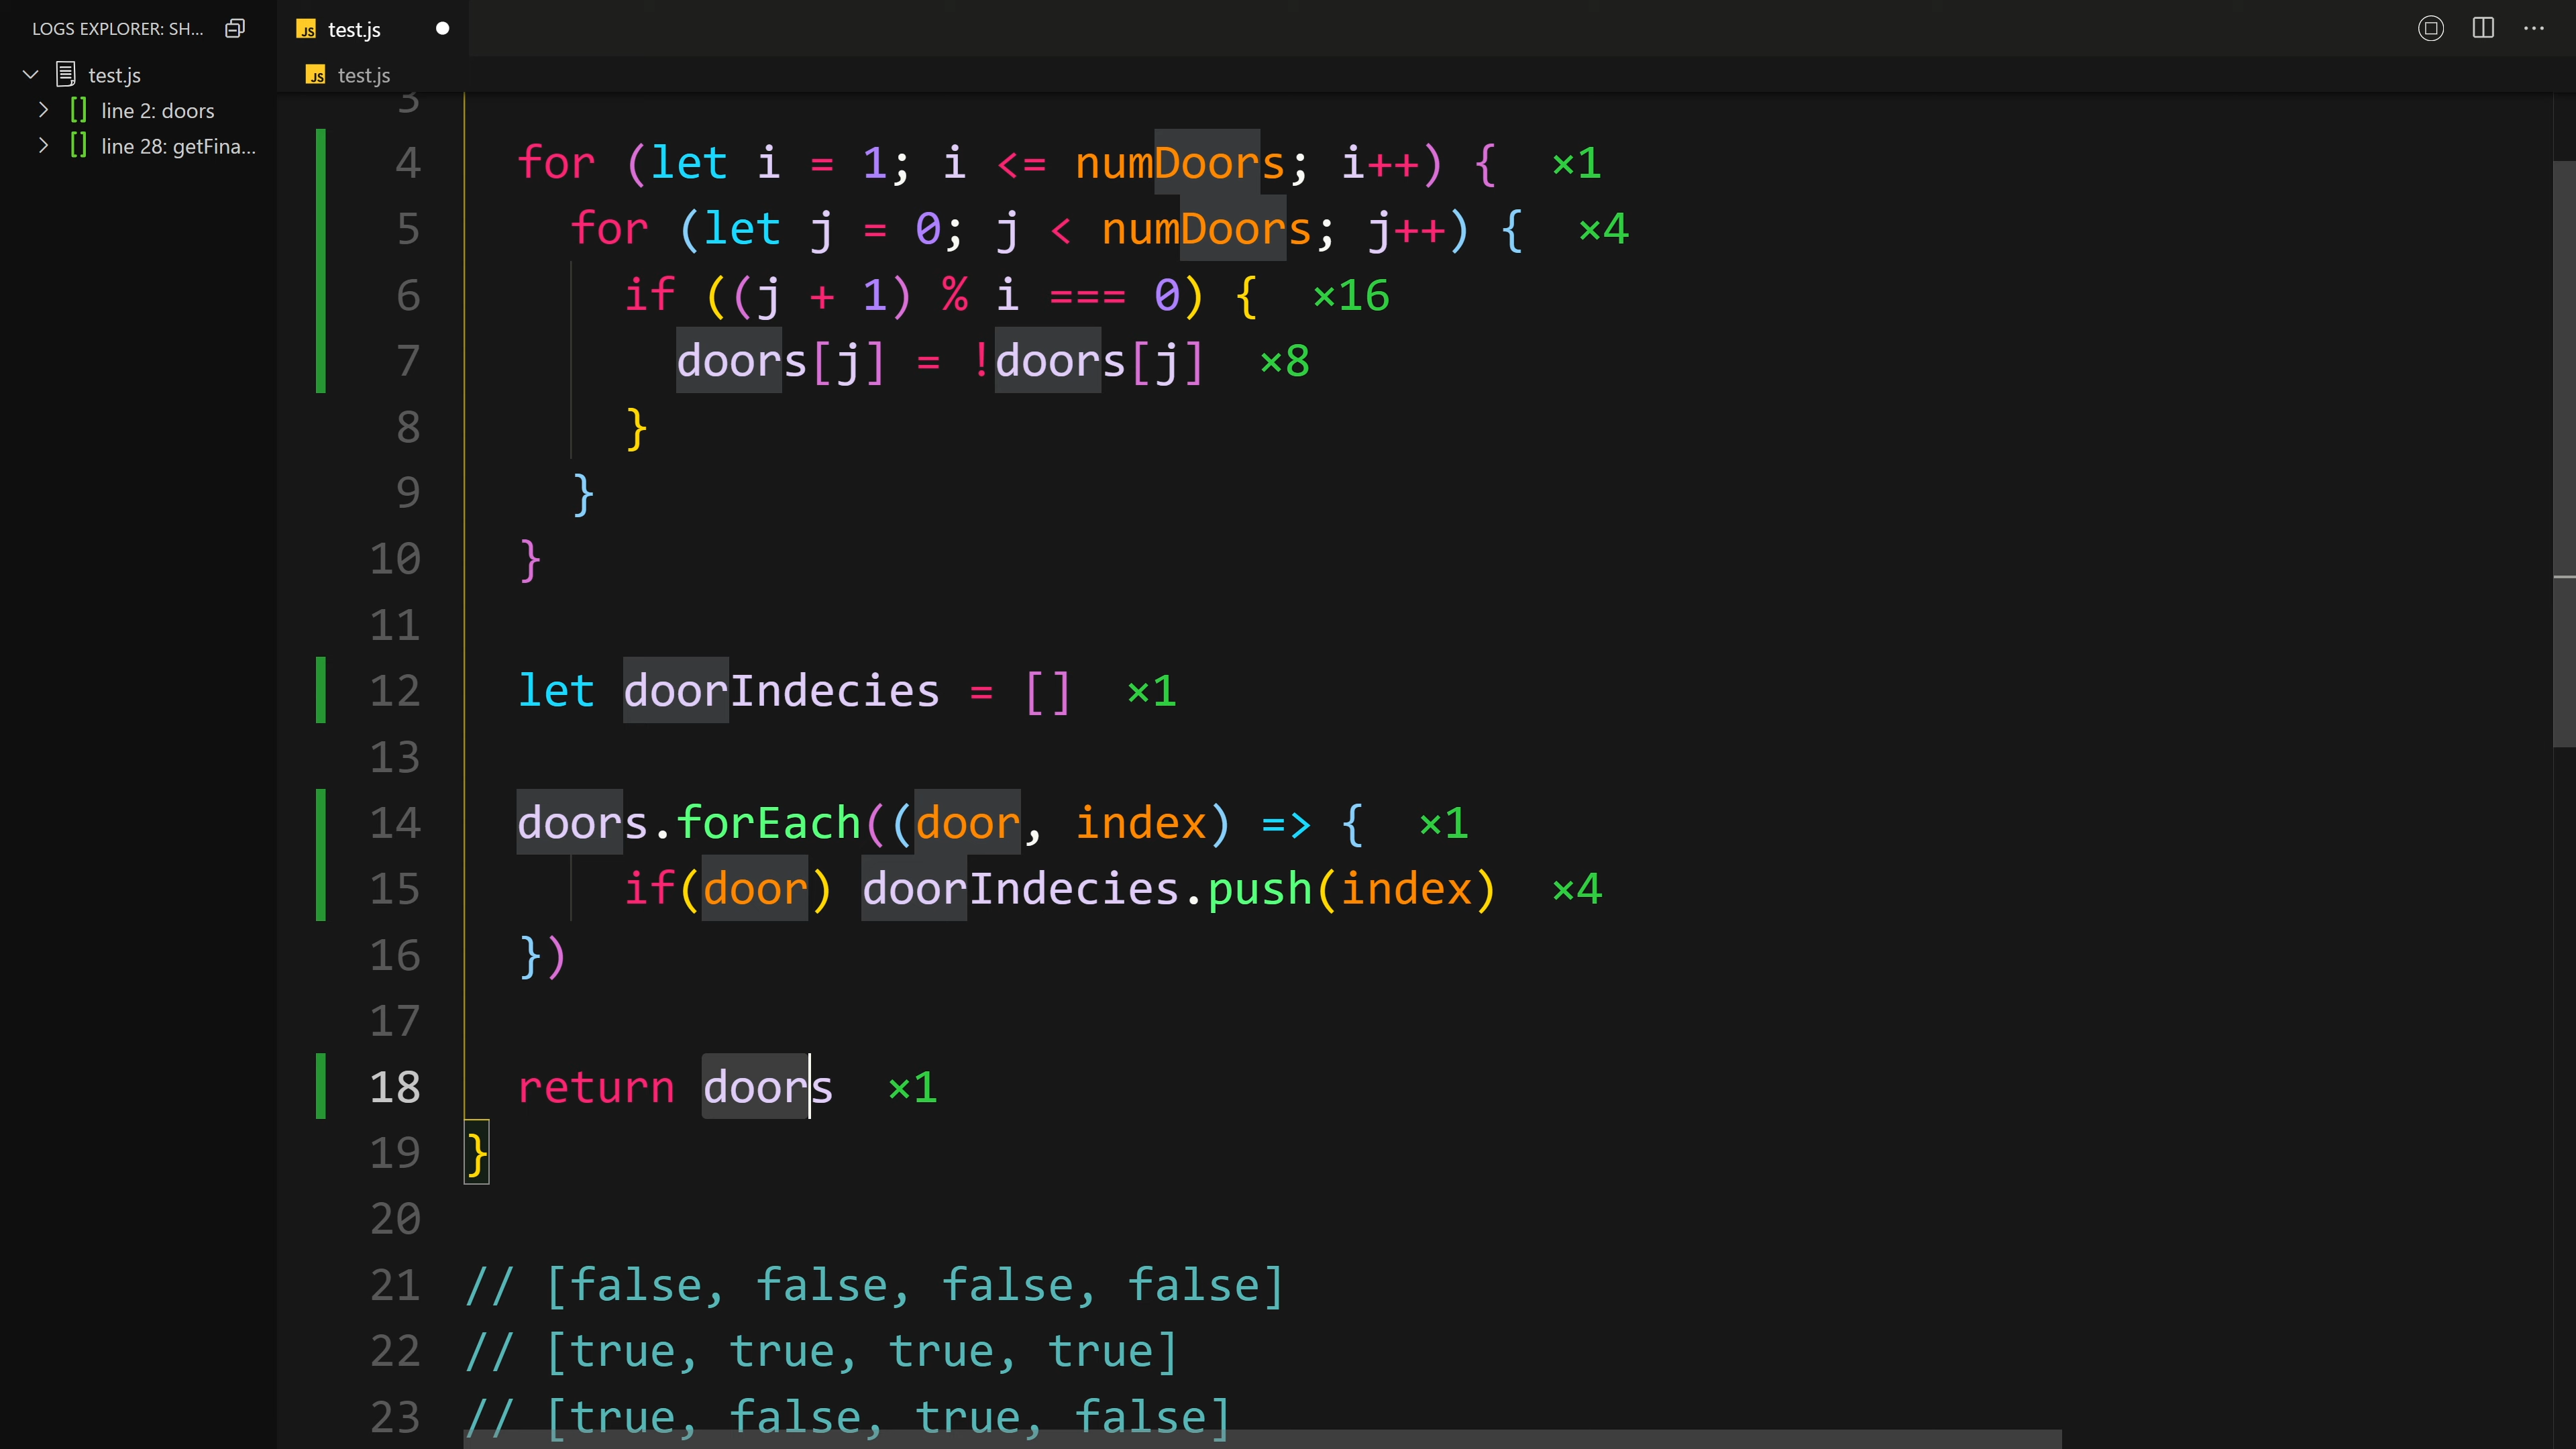 LOGS EXPLORER: SH...
test.js
line 2: doors
line 28: getFina...
test.js
test.js
3
4 for (let i = 1; i <= numDoors; i++) { ×1
5 for (let j = 0; j < numDoors; j++) { ×4
6 if ((j + 1) % i === 0) { ×16
7 doors[j] = !doors[j] ×8
8 }
9 }
10 }
11
12 let doorIndecies = [] ×1
13
14 doors.forEach((door, index) => { ×1
15 if(door) doorIndecies.push(index) ×4
16 })
17
18 return doors ×1
19 }
20
21 // [false, false, false, false]
22 // [true, true, true, true]
23 // [true, false, true, false]